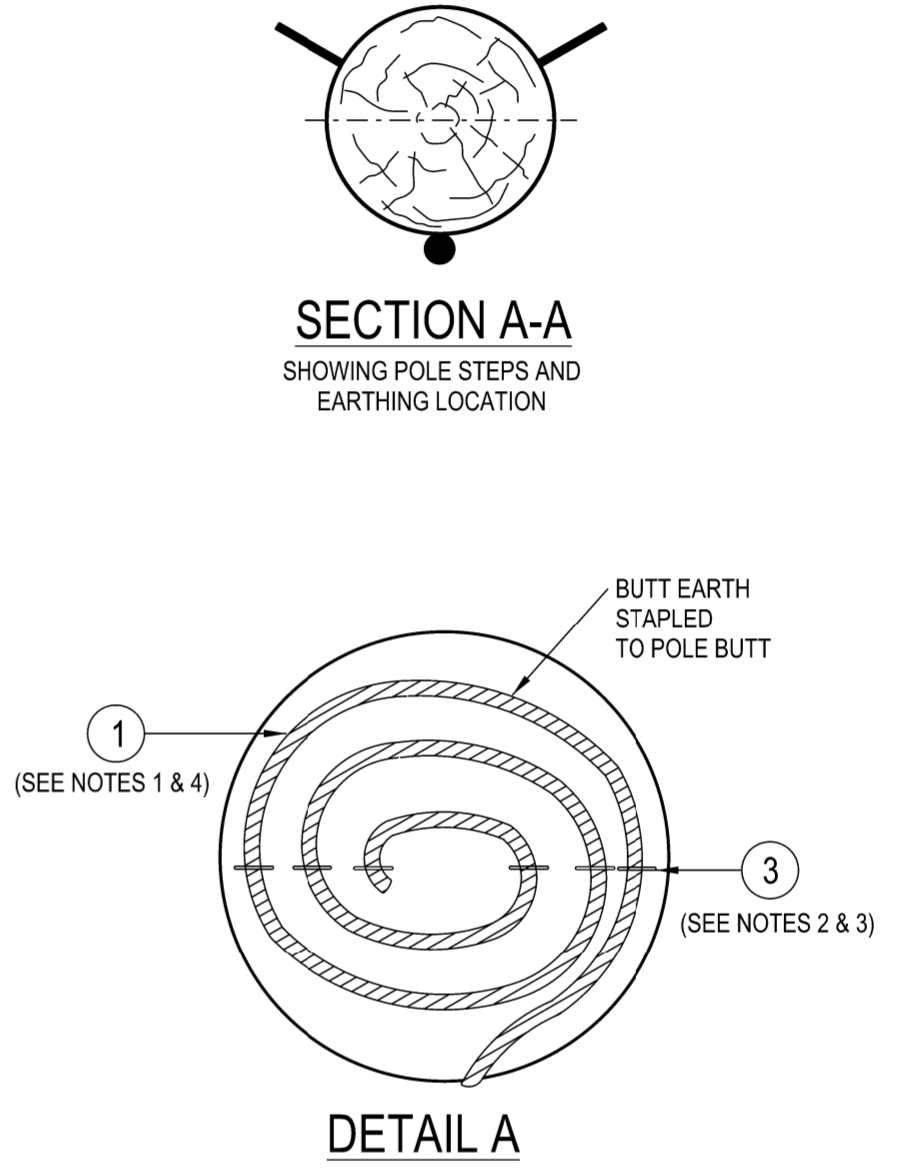 SECTION A-A
SHOWING POLE STEPS AND
EARTHING LOCATION
BUTT EARTH
STAPLED
TO POLE BUTT
1
(SEE NOTES 1 & 4)
3
(SEE NOTES 2 & 3)
DETAIL A